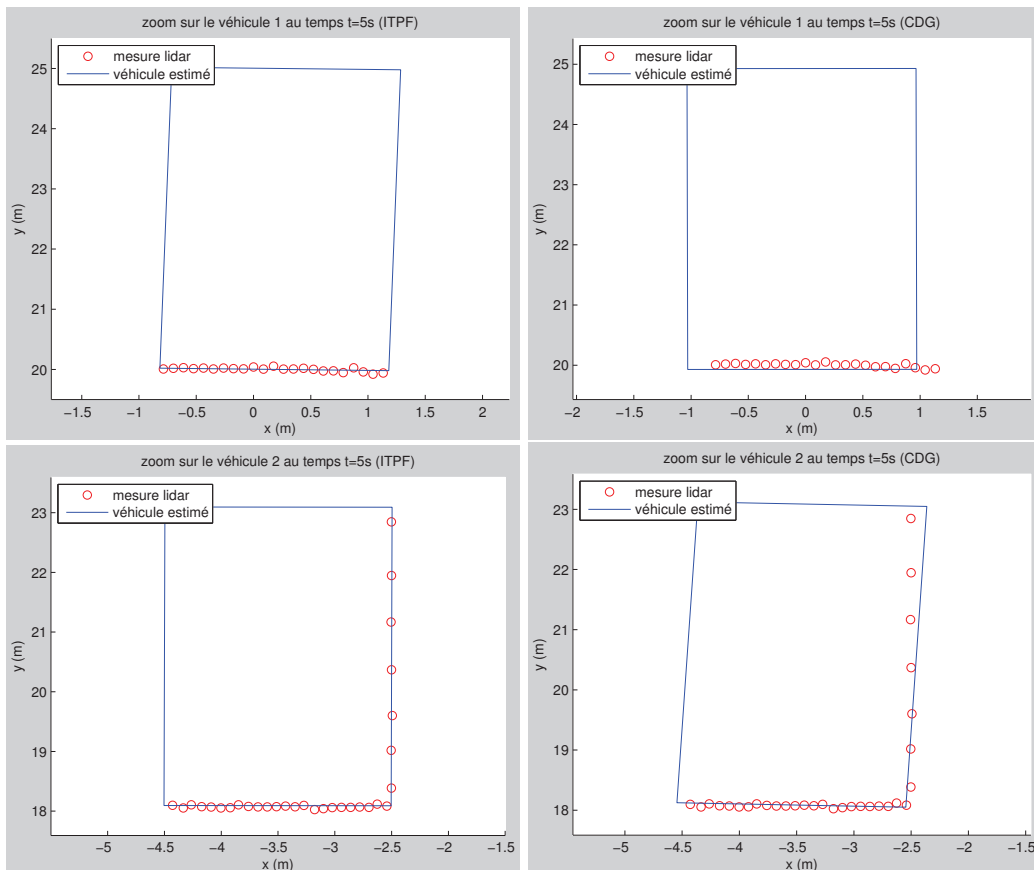 zoom sur le véhicule 1 au temps t=5s (ITPF)
mesure lidar
véhicule estimé
25
24
23
22
21
20
y (m)
−1.5 −1 −0.5 0 0.5 1 1.5 2
x (m)
zoom sur le véhicule 1 au temps t=5s (CDG)
mesure lidar
véhicule estimé
25
24
23
22
21
20
y (m)
−2 −1.5 −1 −0.5 0 0.5 1 1.5
x (m)
zoom sur le véhicule 2 au temps t=5s (ITPF)
mesure lidar
véhicule estimé
23
22
21
20
19
18
y (m)
−5 −4.5 −4 −3.5 −3 −2.5 −2 −1.5
x (m)
zoom sur le véhicule 2 au temps t=5s (CDG)
mesure lidar
véhicule estimé
23
22
21
20
19
18
y (m)
−5 −4.5 −4 −3.5 −3 −2.5 −2 −1.5
x (m)